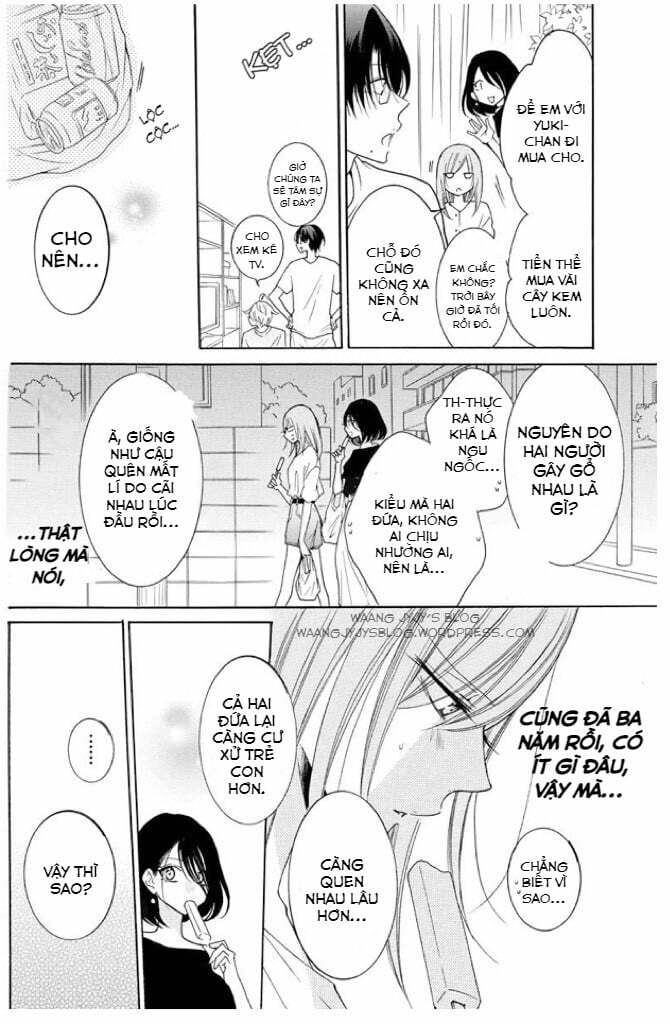 ĐỂ EM VỚI
YUKI-
CHAN ĐI
MUA CHO.
TIỀN THỂ
MUA VÀI
CÂY KEM
LUÔN.
EM CHẮC
KHÔNG?
TRỜI BÂY
GIỜ ĐÃ TỐI
RỒI ĐÓ.
CHỖ ĐÓ
CŨNG
KHÔNG XA
NÊN ỔN
CẢ.
KẸT...
GIỜ
CHÚNG TA
SẼ TÂM SỰ
GÌ ĐÂY?
CHO
XEM KÊ
TV.
LỘC
CỘC...
CHO
NÊN...
NGUYÊN DO
HAI NGƯỜI
GÂY GỔ
NHAU LÀ
GÌ?
TH-THỰC
RA NÓ
KHÁ LÀ
NGU
NGỐC...
KIỂU MÀ HAI
ĐỨA, KHÔNG
AI CHỊU
NHƯỜNG AI,
NÊN LÀ...
À, GIỐNG
NHƯ CẬU
QUÊN MẤT
LÍ DO CÃI
NHAU LÚC
ĐẦU RỒI...
...THẬT
LÒNG MÀ
NÓI,
WAANG JYJY'S BLOG
WAANGJYJYSBLOG.WORDPRESS.COM
CŨNG ĐÃ BA
NĂM RỒI, CÓ
ÍT GÌ ĐÂU,
VẬY MÀ...
CHẲNG
BIẾT VÌ
SAO...
CÀNG
QUEN
NHAU LÂU
HƠN...
CẢ HAI
ĐỨA LẠI
CÀNG CƯ
XỬ TRẺ
CON
HƠN.
......
VẬY THÌ
SAO?